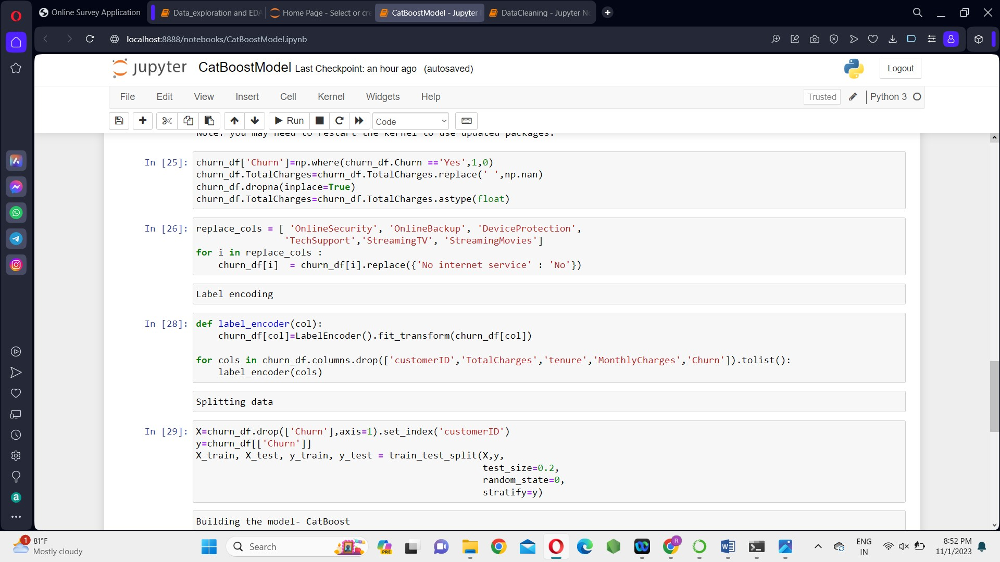 Online Survey Application
Data_exploration and EDA
Home Page - Select or cre
CatBoostModel - Jupyter
DataCleaning - Jupyter No
localhost:8888/notebooks/CatBoostModel.ipynb
jupyter CatBoostModel Last Checkpoint: an hour ago (autosaved)
Logout
File Edit View Insert Cell Kernel Widgets Help
Trusted Python 3
Run Code
Note: you may need to restart the kernel to use updated packages.
In [25]: churn_df['Churn']=np.where(churn_df.Churn =='Yes',1,0)
churn_df.TotalCharges=churn_df.TotalCharges.replace(' ',np.nan)
churn_df.dropna(inplace=True)
churn_df.TotalCharges=churn_df.TotalCharges.astype(float)
In [26]: replace_cols = [ 'OnlineSecurity', 'OnlineBackup', 'DeviceProtection',
'TechSupport','StreamingTV', 'StreamingMovies']
for i in replace_cols :
churn_df[i]  = churn_df[i].replace({'No internet service' : 'No'})
Label encoding
In [28]: def label_encoder(col):
churn_df[col]=LabelEncoder().fit_transform(churn_df[col])
for cols in churn_df.columns.drop(['customerID','TotalCharges','tenure','MonthlyCharges','Churn']).tolist():
label_encoder(cols)
Splitting data
In [29]: X=churn_df.drop(['Churn'],axis=1).set_index('customerID')
y=churn_df[['Churn']]
X_train, X_test, y_train, y_test = train_test_split(X,y,
test_size=0.2,
random_state=0,
stratify=y)
Building the model- CatBoost
1
81°F
Mostly cloudy
Search
PRE
R
ENG
IN
8:52 PM
11/1/2023